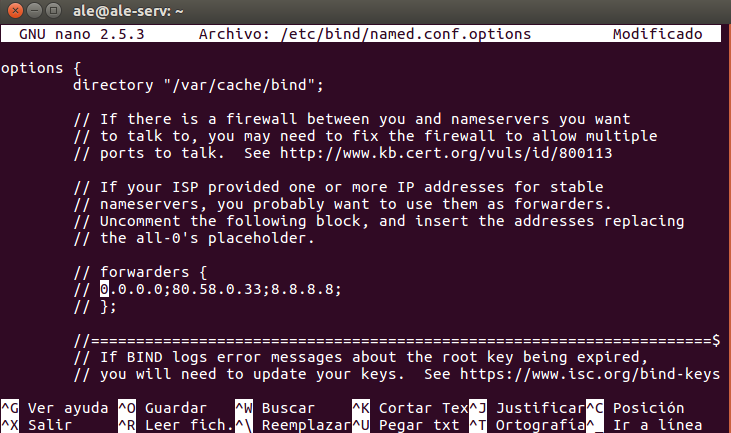 ale@ale-serv: ~
GNU nano 2.5.3 Archivo: /etc/bind/named.conf.options Modificado
options {
directory "/var/cache/bind";
// If there is a firewall between you and nameservers you want
// to talk to, you may need to fix the firewall to allow multiple
// ports to talk.  See http://www.kb.cert.org/vuls/id/800113
// If your ISP provided one or more IP addresses for stable
// nameservers, you probably want to use them as forwarders.
// Uncomment the following block, and insert the addresses replacing
// the all-0's placeholder.
// forwarders {
// 0.0.0.0;80.58.0.33;8.8.8.8;
// };
//=====================================================================$
// If BIND logs error messages about the root key being expired,
// you will need to update your keys.  See https://www.isc.org/bind-keys
^G Ver ayuda ^O Guardar ^W Buscar ^K Cortar Tex^J Justificar^C Posición
^X Salir ^R Leer fich.^\ Reemplazar^U Pegar txt ^T Ortografía^_ Ir a línea